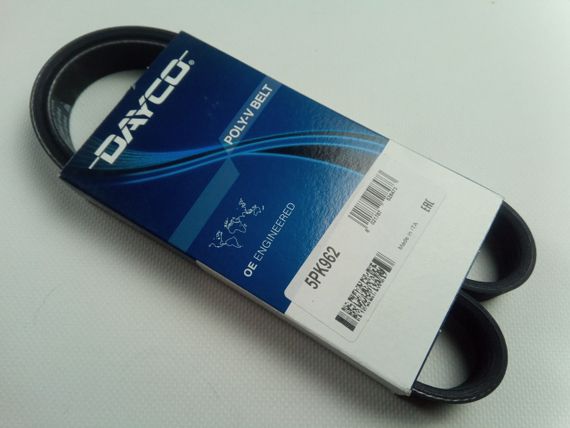 DAYCO
POLY-V BELT
OE ENGINEERED
5PK962
Made in ITA
EAC